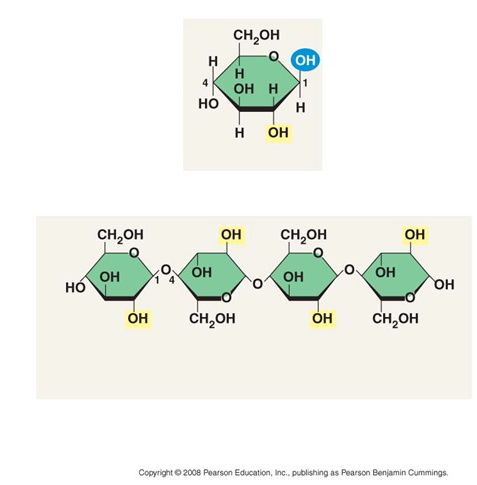 CH2OH
H O OH
4 H 1
OH H
HO H
H OH
CH2OH OH CH2OH OH
O O
OH 1 O 4 OH OH O OH
HO O O OH
OH CH2OH OH CH2OH
Copyright © 2008 Pearson Education, Inc., publishing as Pearson Benjamin Cummings.